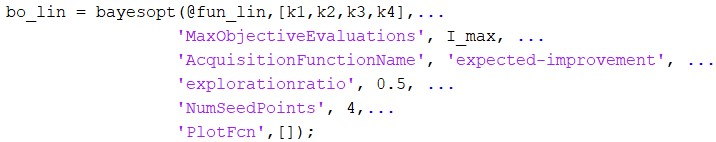 bo_lin = bayesopt(@fun_lin,[k1,k2,k3,k4],...
'MaxObjectiveEvaluations', I_max, ...
'AcquisitionFunctionName', 'expected-improvement', ...
'explorationratio', 0.5, ...
'NumSeedPoints', 4,...
'PlotFcn',[]);